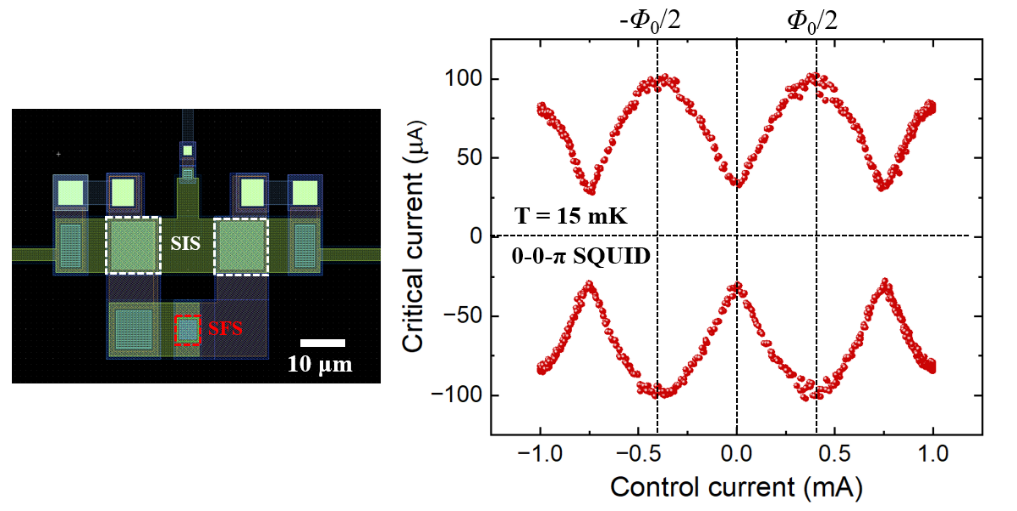 SIS
SFS
10 μm
-Φ₀/2
Φ₀/2
Critical current (μA)
100
50
0
−50
−100
T = 15 mK
0-0-π SQUID
−1.0
−0.5
0.0
0.5
1.0
Control current (mA)